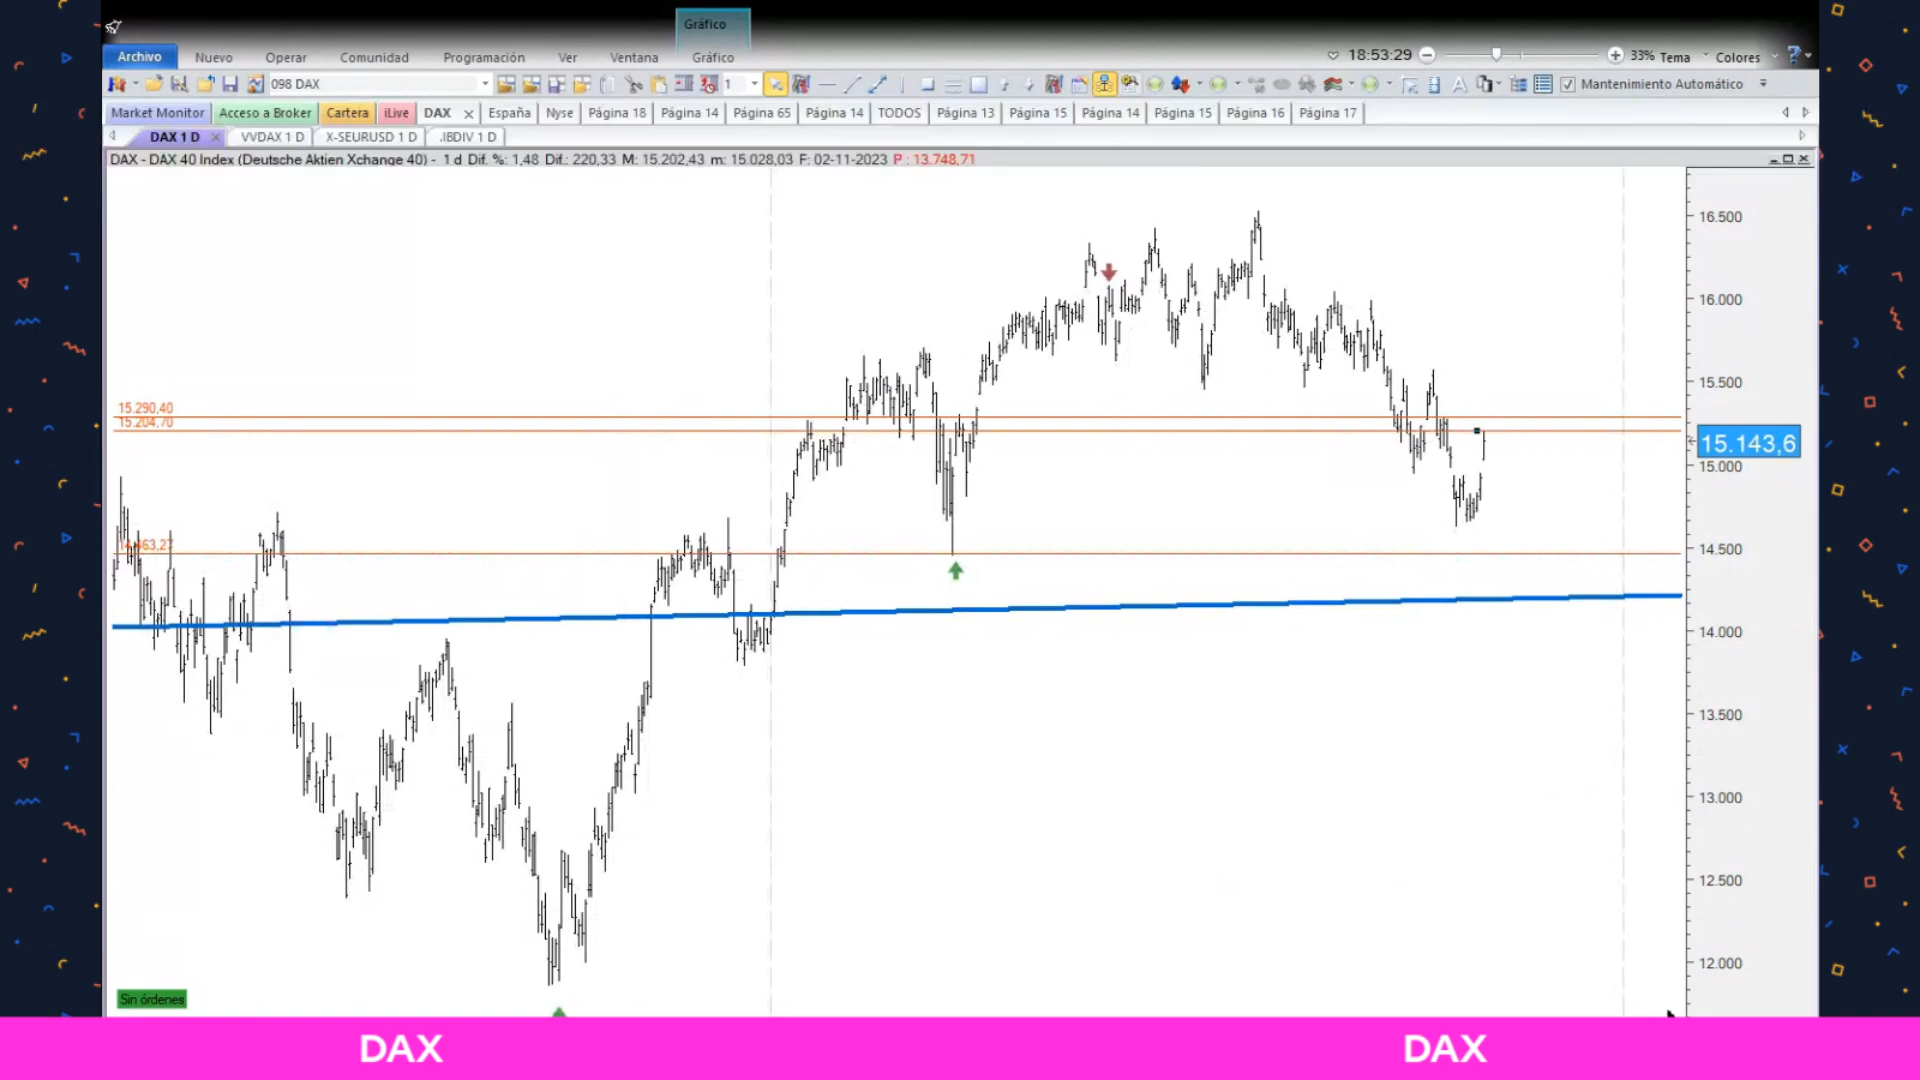 Gráfico
Archivo Nuevo Operar Comunidad Programación Ver Ventana Gráfico 18:53:29 33% Tema Colores
098 DAX 1 Mantenimiento Automático
Market Monitor Acceso a Broker Cartera iLive DAX España Nyse Página 18 Página 14 Página 65 Página 14 TODOS Página 13 Página 15 Página 14 Página 15 Página 16 Página 17
DAX 1 D VVDAX 1 D X-SEURUSD 1 D .IBDIV 1 D
DAX - DAX 40 Index (Deutsche Aktien Xchange 40) - 1 d Dif. %: 1,48 Dif.: 220,33 M: 15.202,43 m: 15.028,03 F: 02-11-2023 P : 13.748,71
16.500
16.000
15.500
15.290,40
15.204,70
15.143,6
15.000
14.463,27
14.500
14.000
13.500
13.000
12.500
12.000
Sin órdenes
DAX DAX